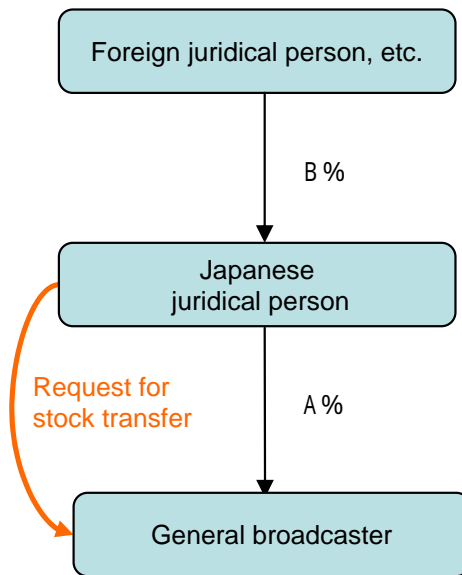 Foreign juridical person, etc.
B %
Japanese
juridical person
Request for
stock transfer
A %
General broadcaster